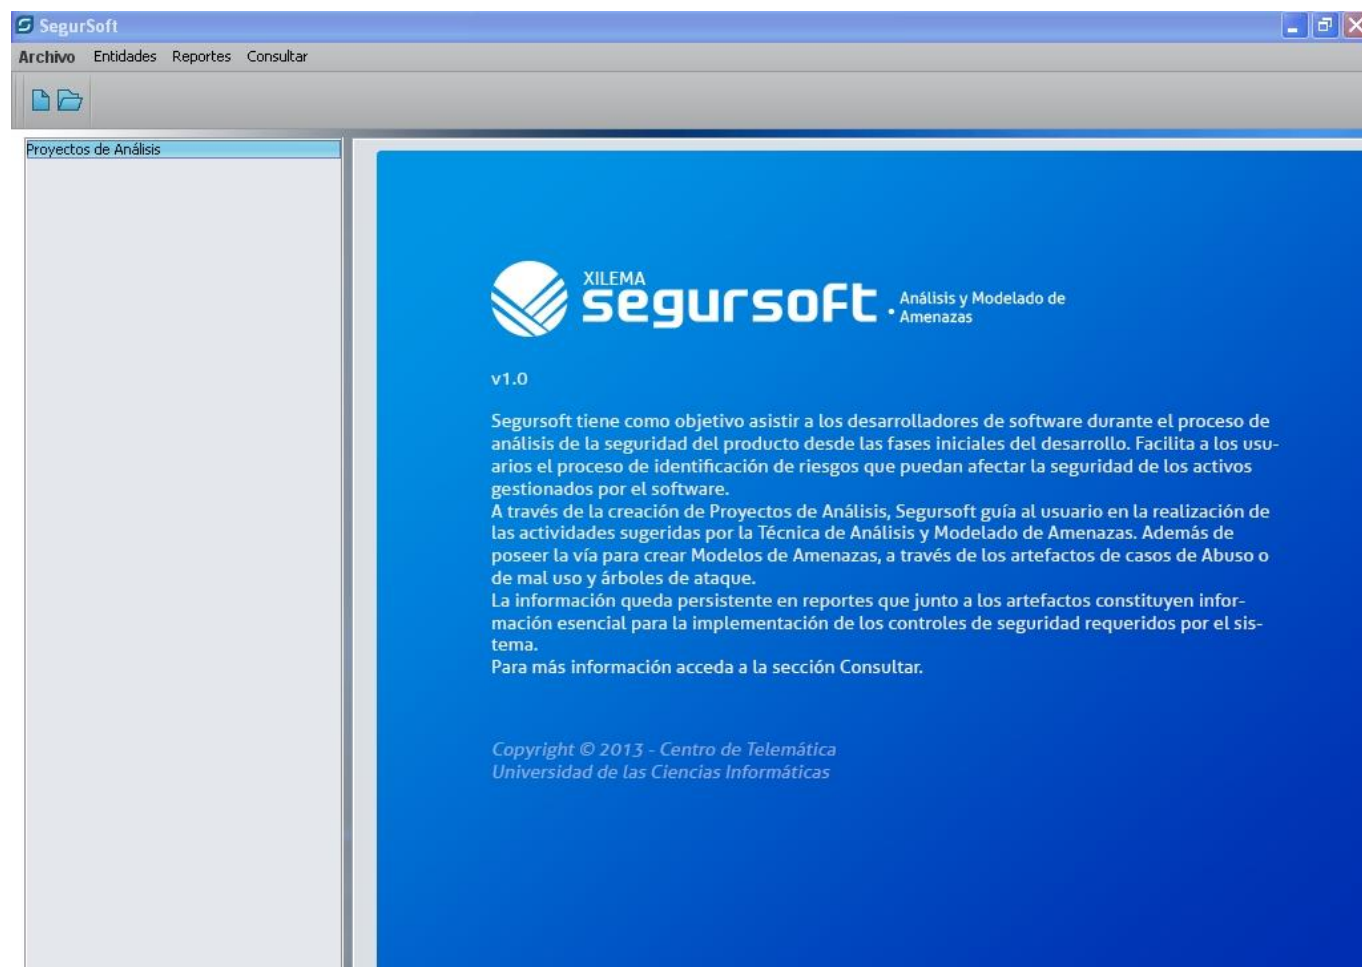 SegurSoft
Archivo Entidades Reportes Consultar
Proyectos de Análisis
XILEMA
segursoft. Análisis y Modelado de
Amenazas
v1.0
Segursoft tiene como objetivo asistir a los desarrolladores de software durante el proceso de
análisis de la seguridad del producto desde las fases iniciales del desarrollo. Facilita a los usu-
arios el proceso de identificación de riesgos que puedan afectar la seguridad de los activos
gestionados por el software.
A través de la creación de Proyectos de Análisis, Segursoft guía al usuario en la realización de
las actividades sugeridas por la Técnica de Análisis y Modelado de Amenazas. Además de
poseer la vía para crear Modelos de Amenazas, a través de los artefactos de casos de Abuso o
de mal uso y árboles de ataque.
La información queda persistente en reportes que junto a los artefactos constituyen infor-
mación esencial para la implementación de los controles de seguridad requeridos por el sis-
tema.
Para más información acceda a la sección Consultar.
Copyright © 2013 - Centro de Telemática
Universidad de las Ciencias Informáticas